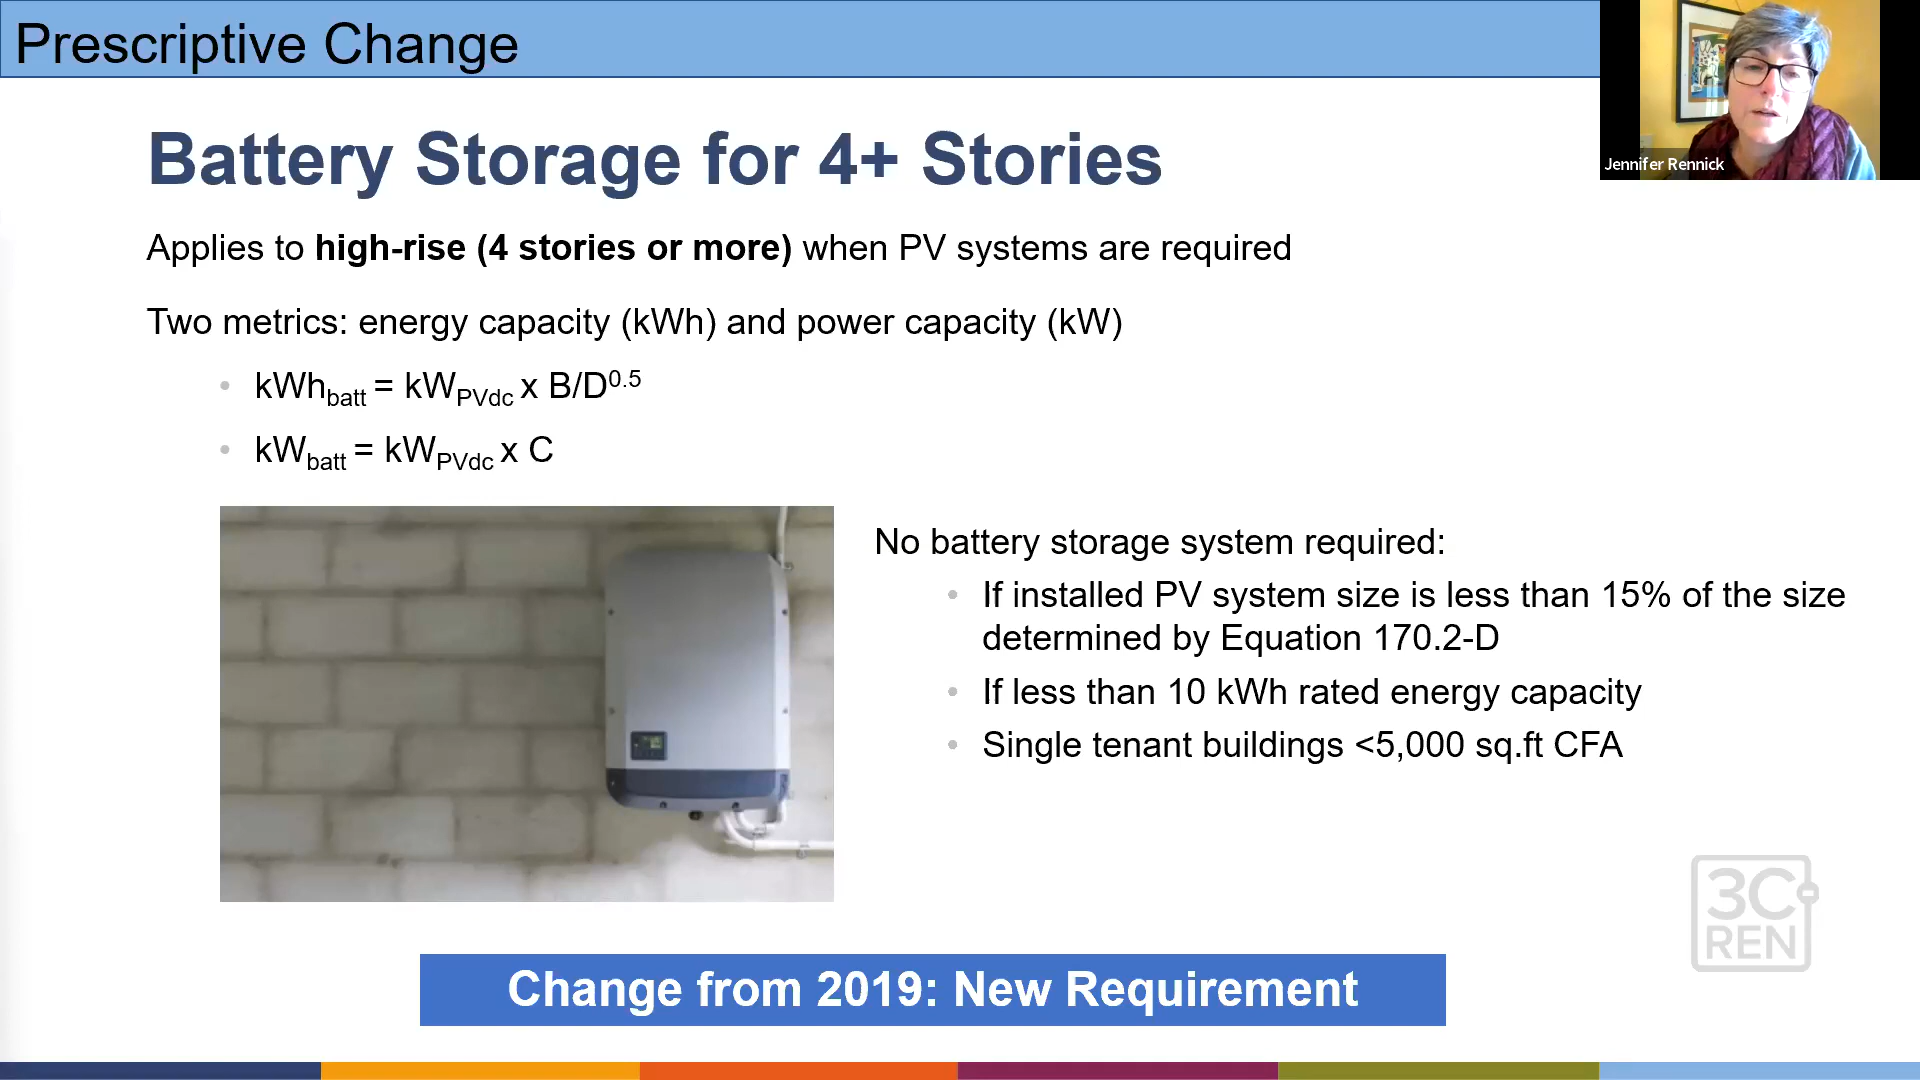 Prescriptive Change
Jennifer Rennick
Battery Storage for 4+ Stories
Applies to high-rise (4 stories or more) when PV systems are required
Two metrics: energy capacity (kWh) and power capacity (kW)
• kWhbatt = kWPVdc x B/D0.5
• kWbatt = kWPVdc x C
No battery storage system required:
• If installed PV system size is less than 15% of the size
determined by Equation 170.2-D
• If less than 10 kWh rated energy capacity
• Single tenant buildings <5,000 sq.ft CFA
3C
REN
Change from 2019: New Requirement